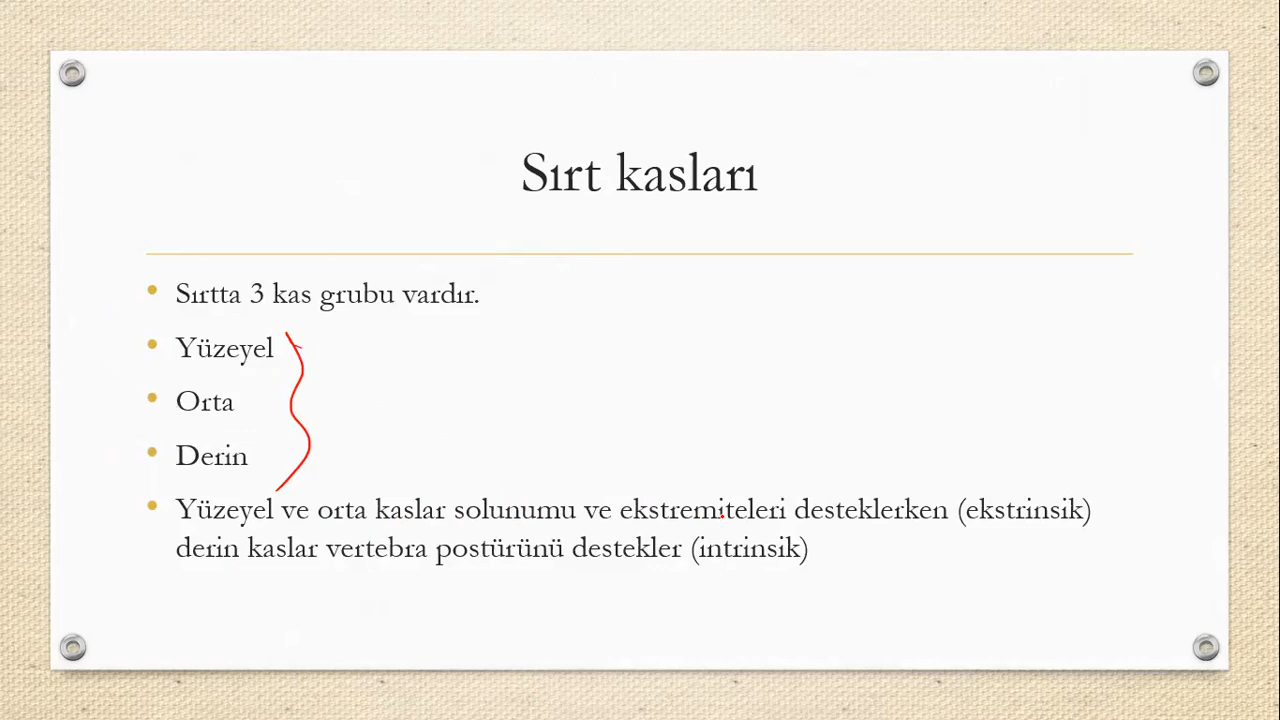 Sırt kasları
Sırtta 3 kas grubu vardır.
Yüzeyel
Orta
Derin
Yüzeyel ve orta kaslar solunumu ve ekstremiteleri desteklerken (ekstrinsik)
derin kaslar vertebra postürünü destekler (intrinsik)